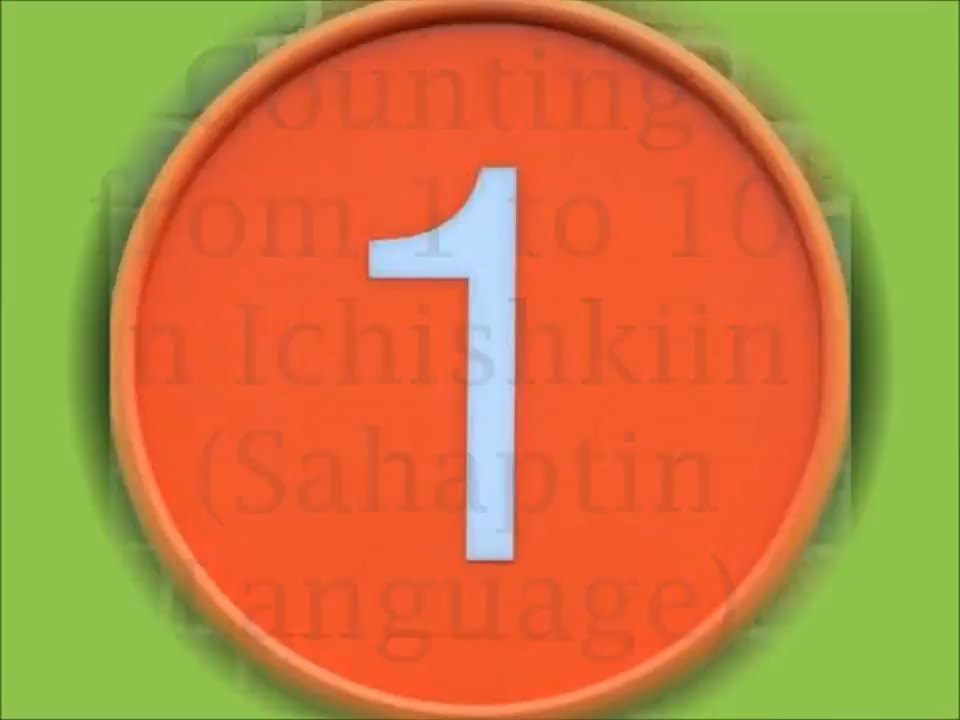 Counting
from 1 to 10
in Ichishkiin
(Sahaptin
language)
1